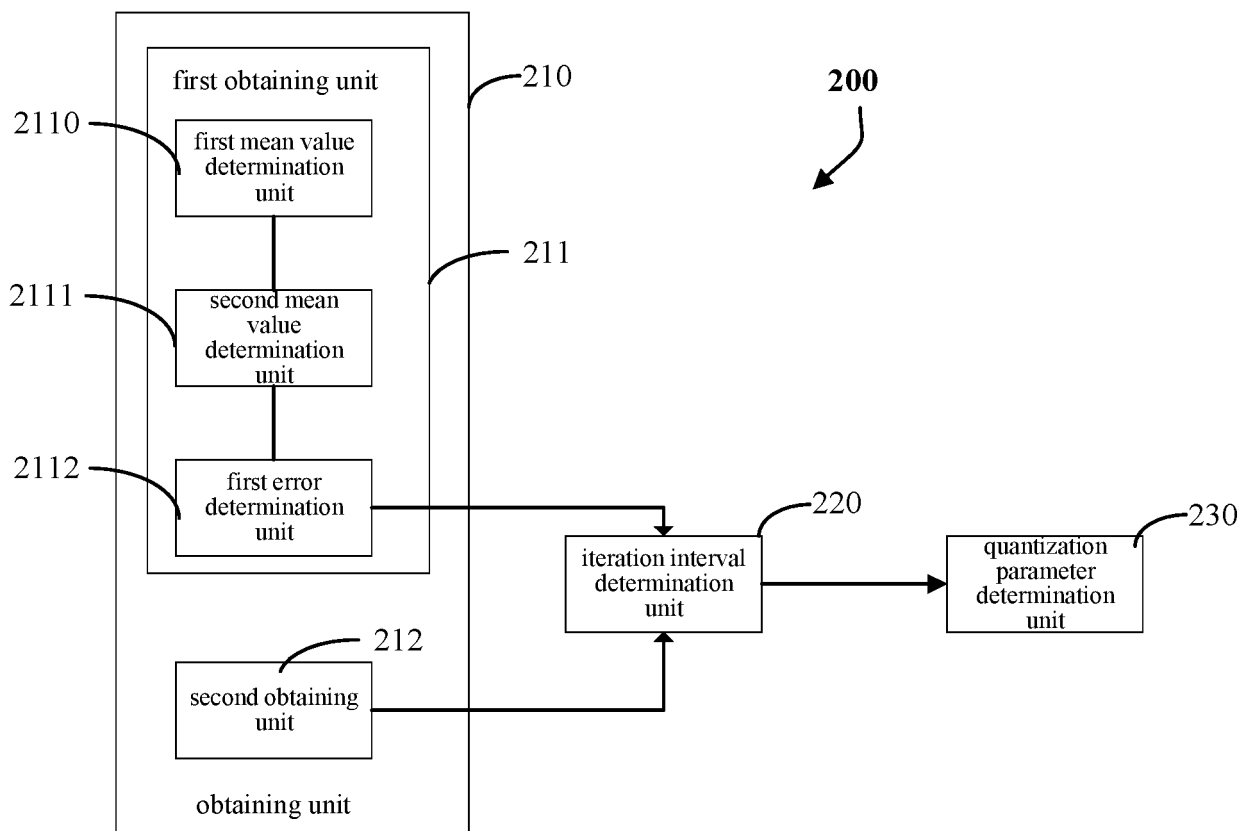 first obtaining unit
210
200
2110
first mean value
determination
unit
211
2111
second mean
value
determination
unit
2112
first error
determination
unit
220
230
iteration interval
determination
unit
quantization
parameter
determination
unit
212
second obtaining
unit
obtaining unit